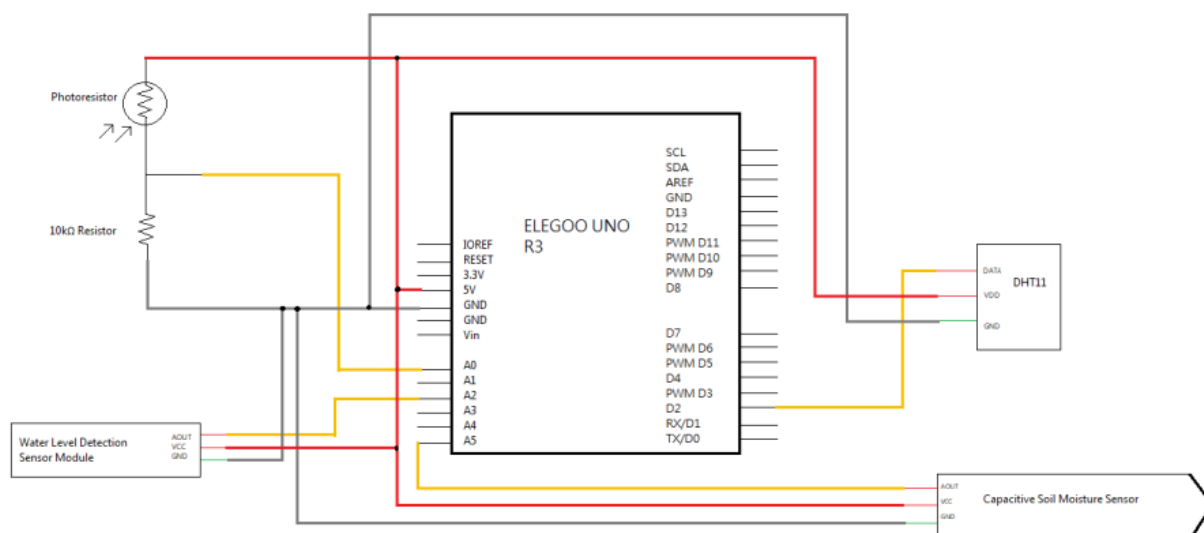 Photoresistor
10kΩ Resistor
ELEGOO UNO
R3
IOREF
RESET
3.3V
5V
GND
GND
Vin
A0
A1
A2
A3
A4
A5
SCL
SDA
AREF
GND
D13
D12
PWM D11
PWM D10
PWM D9
D8
D7
PWM D6
PWM D5
D4
PWM D3
D2
RX/D1
TX/D0
DATA
VDD
GND
DHT11
Water Level Detection
Sensor Module
AOUT
VCC
GND
AOUT
VCC
GND
Capacitive Soil Moisture Sensor